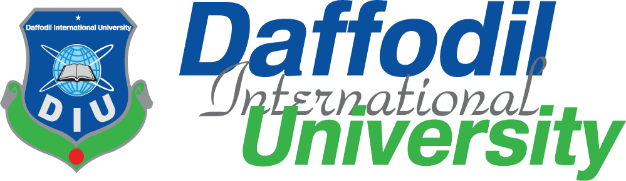 Daffodil International University
DIU
Daffodil
International
University